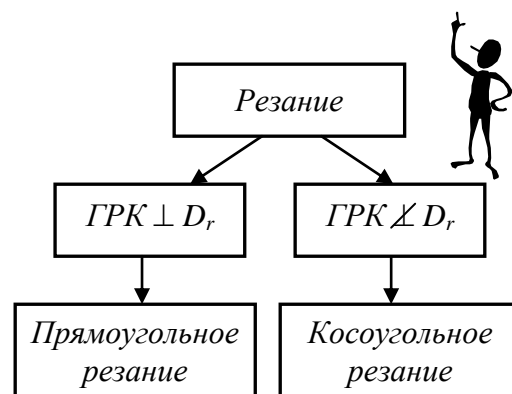 Резание
ГРК ⊥ Dᵣ
ГРК ⊥̸ Dᵣ
Прямоугольное
резание
Косоугольное
резание